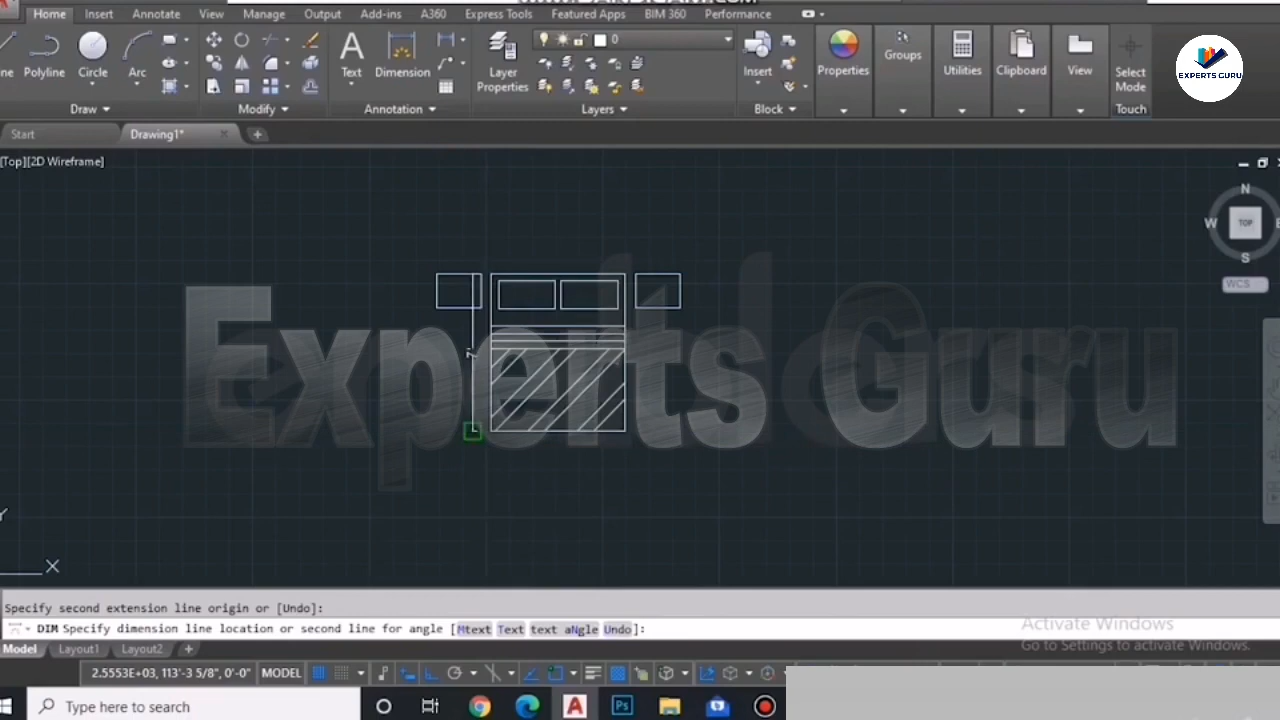 Home Insert Annotate View Manage Output Add-ins A360 Express Tools Featured Apps BIM 360 Performance
Polyline Circle Arc Text Dimension Layer Properties 0 Insert Properties Groups Utilities Clipboard View Select Mode
EXPERTS GURU
Draw Modify Annotation Layers Block Touch
Start Drawing1*
[Top][2D Wireframe]
N
W TOP
S
WCS
Experts Guru
X
Specify second extension line origin or [Undo]:
DIM Specify dimension line location or second line for angle [Mtext Text text aNgle Undo]:
Activate Windows
Go to Settings to activate Windows.
Model Layout1 Layout2
2.5553E+03, 113'-3 5/8", 0'-0" MODEL
Type here to search